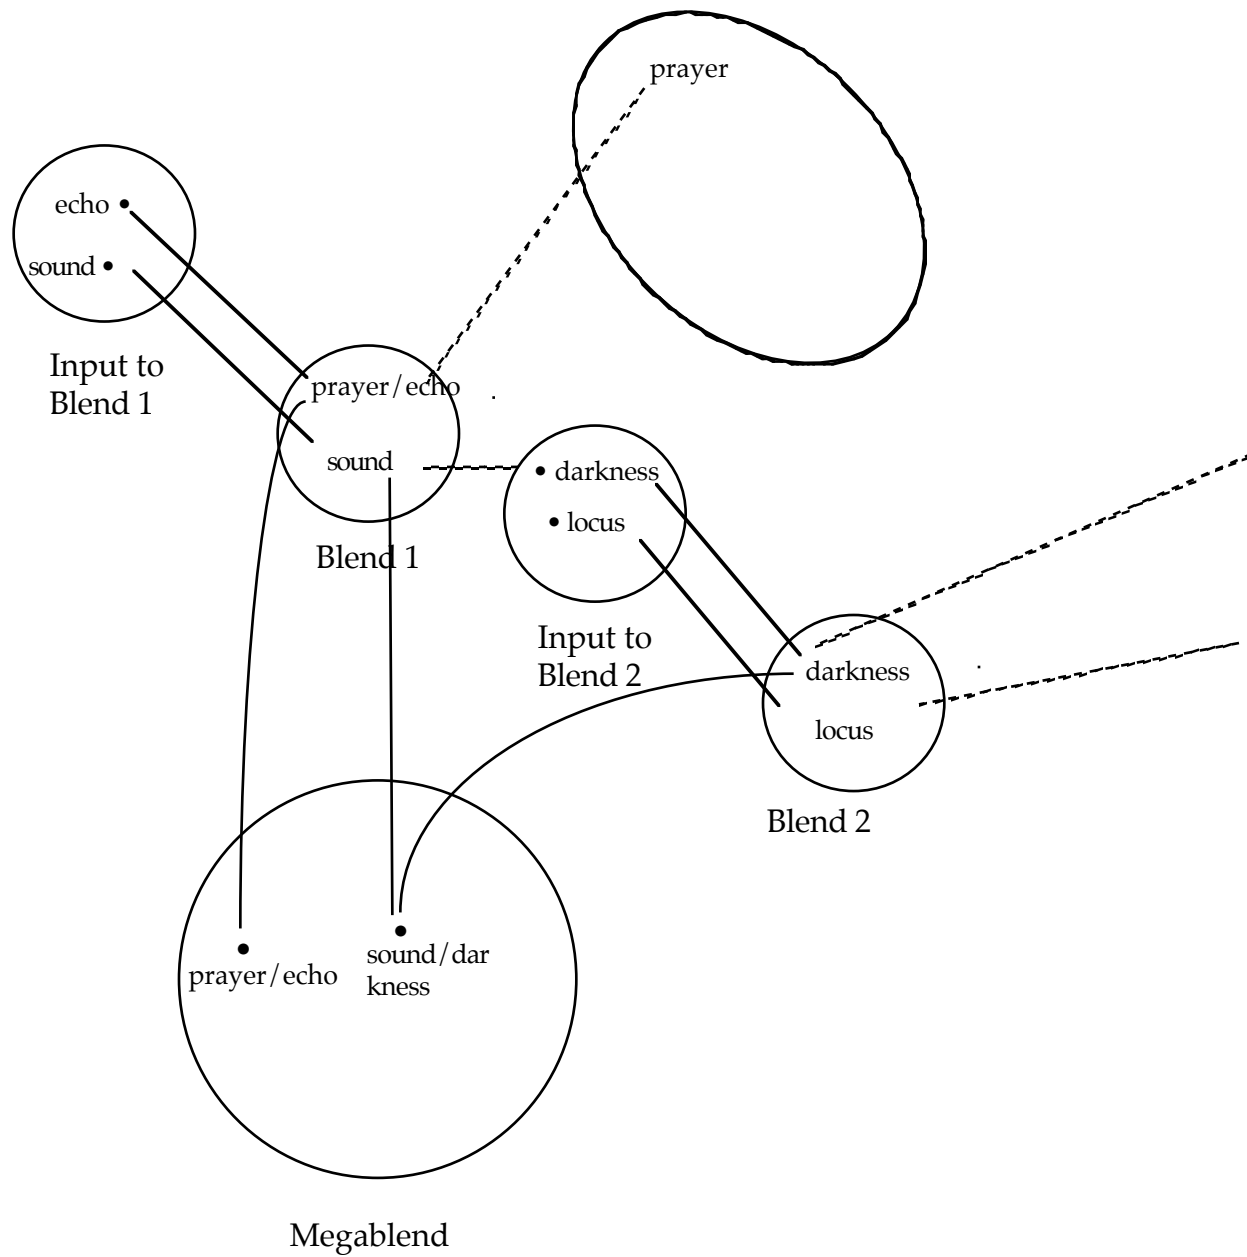 prayer
echo
sound
Input to
Blend 1
prayer/echo
sound
Blend 1
darkness
locus
Input to
Blend 2
darkness
locus
Blend 2
prayer/echo
sound/dar
kness
Megablend